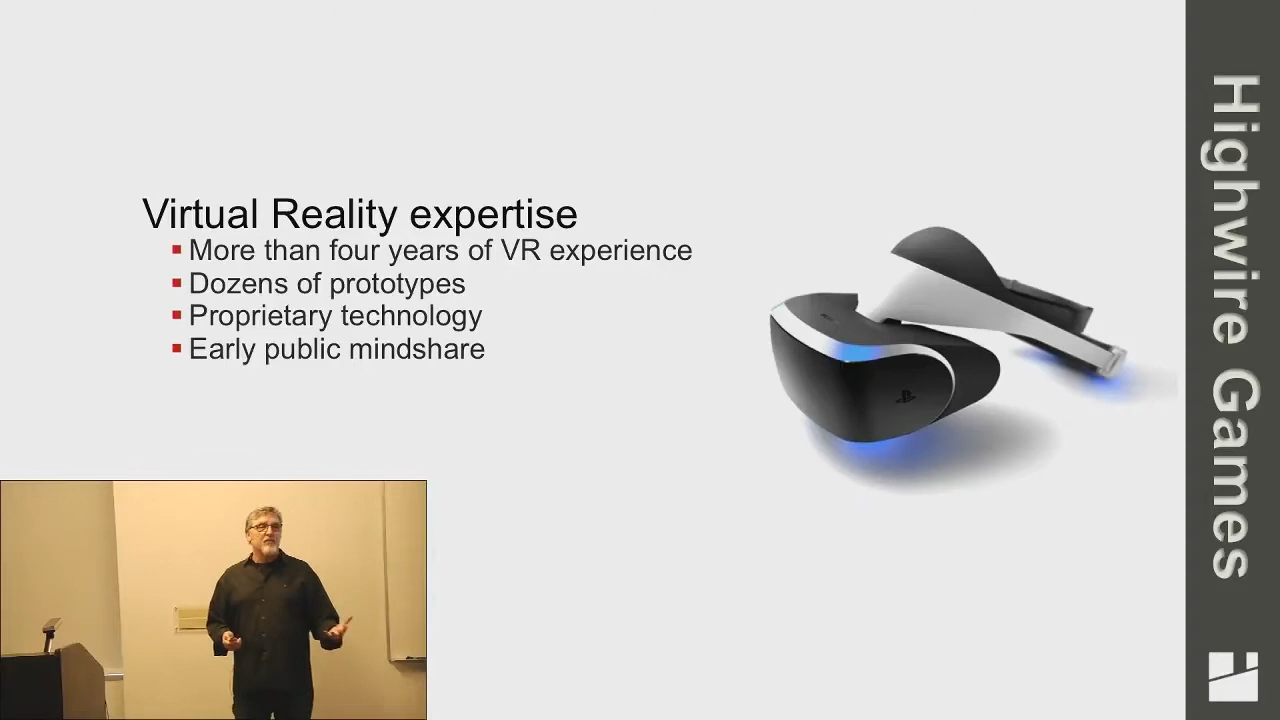 Virtual Reality expertise
More than four years of VR experience
Dozens of prototypes
Proprietary technology
Early public mindshare
Highwire Games